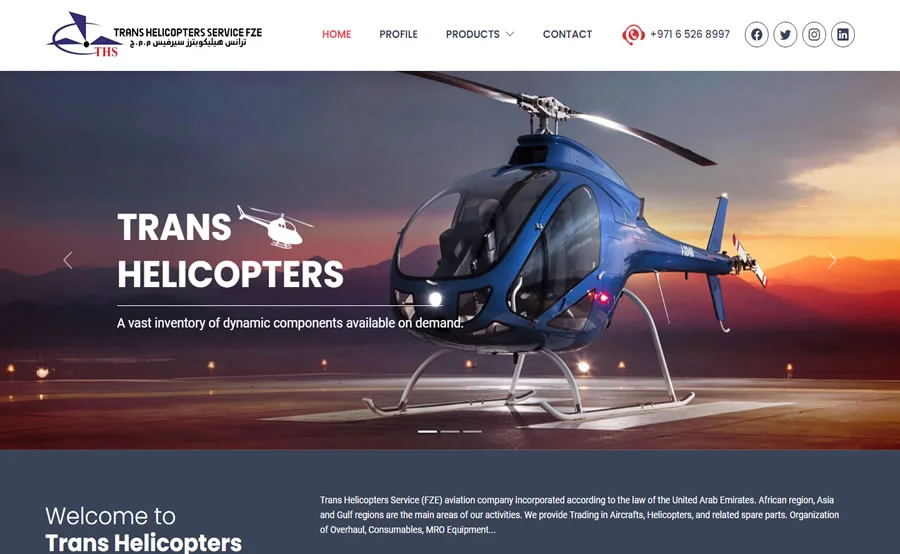 TRANS HELICOPTERS SERVICE FZE
ترانس هيليكوبترز سيرفيس م.م.ح
THS
HOME
PROFILE
PRODUCTS
CONTACT
+971 6 526 8997
TRANS
HELICOPTERS
A vast inventory of dynamic components available on demand.
Welcome to
Trans Helicopters
Trans Helicopters Service (FZE) aviation company incorporated according to the law of the United Arab Emirates. African region, Asia
and Gulf regions are the main areas of our activities. We provide Trading in Aircrafts, Helicopters, and related spare parts. Organization
of Overhaul, Consumables, MRO Equipment...